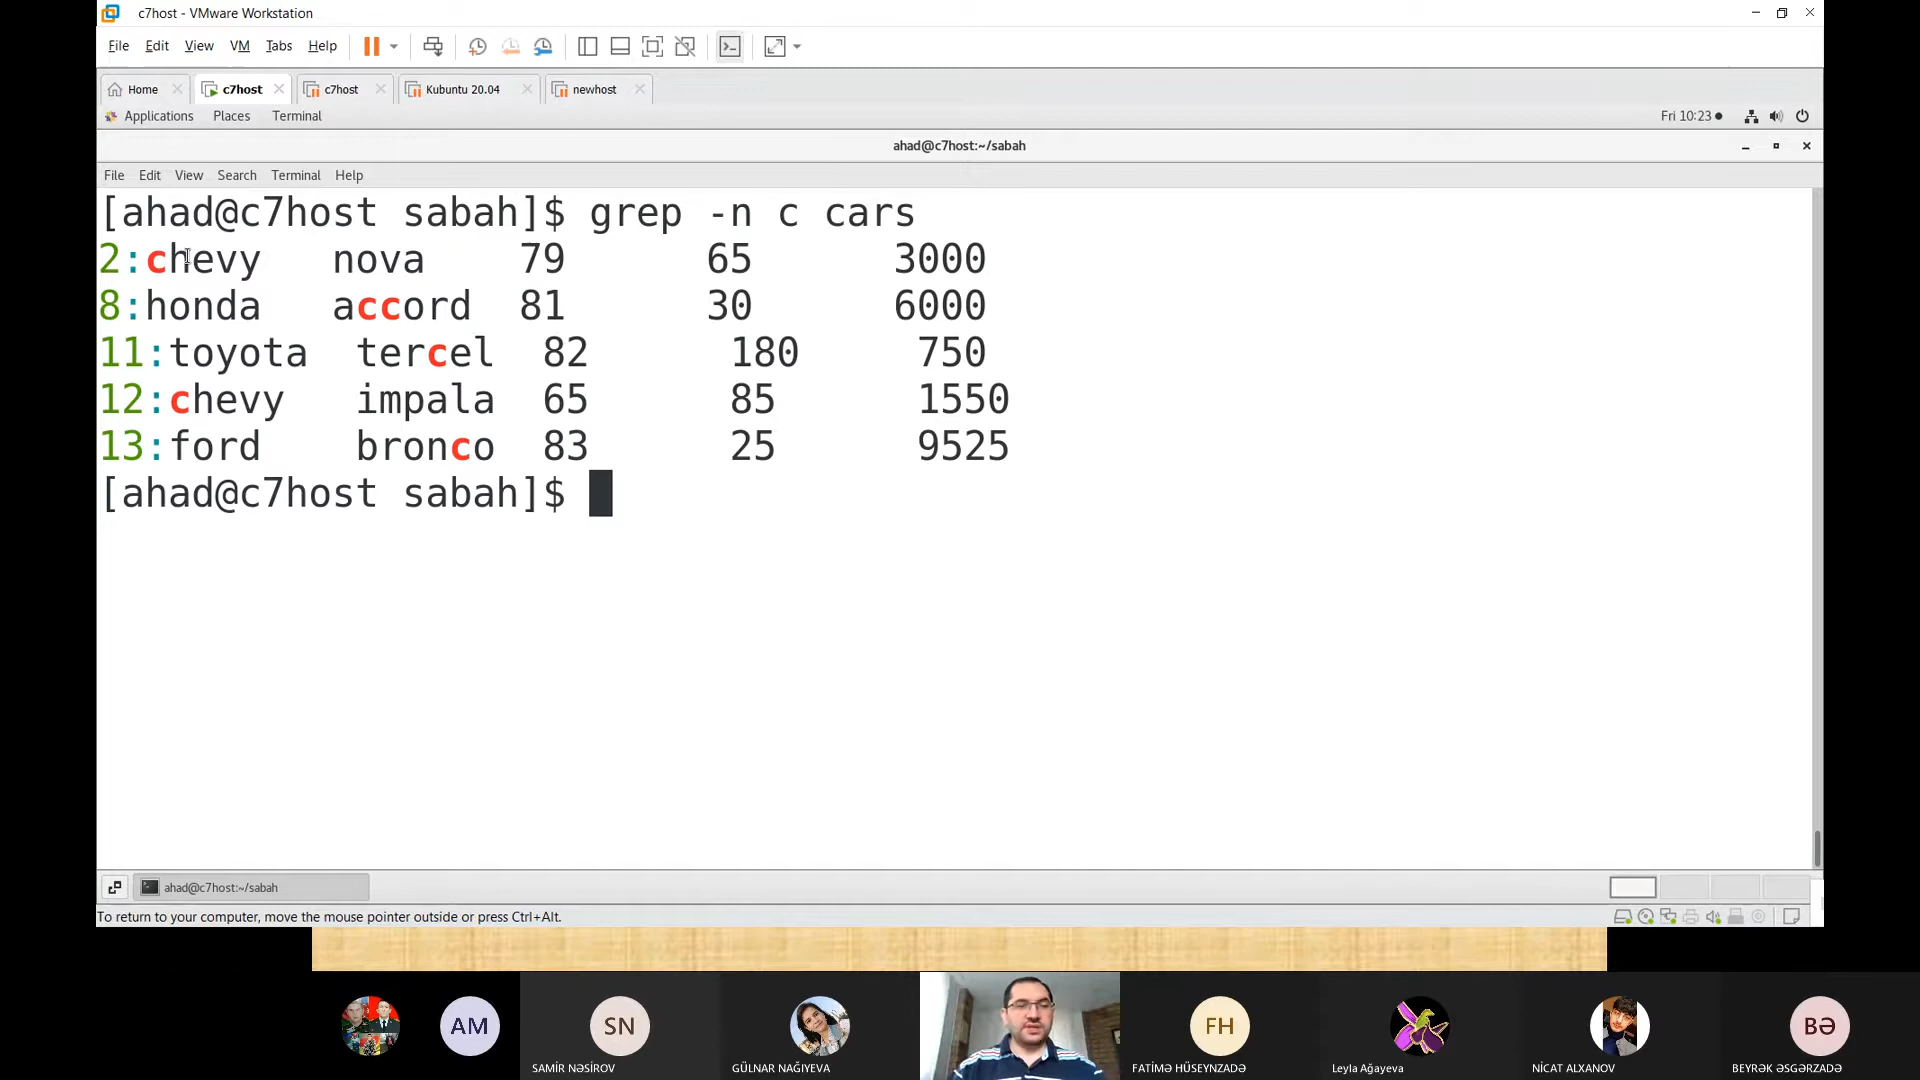 c7host - VMware Workstation
File Edit View VM Tabs Help
Home c7host c7host Kubuntu 20.04 newhost
Applications Places Terminal Fri 10:23
ahad@c7host:~/sabah
File Edit View Search Terminal Help
[ahad@c7host sabah]$ grep -n c cars
2:chevy nova 79 65 3000
8:honda accord 81 30 6000
11:toyota tercel 82 180 750
12:chevy impala 65 85 1550
13:ford bronco 83 25 9525
[ahad@c7host sabah]$
ahad@c7host:~/sabah
To return to your computer, move the mouse pointer outside or press Ctrl+Alt.
AM SN FH BƏ
SAMİR NƏSİROV GÜLNAR NAĞIYEVA FATİMƏ HÜSEYNZADƏ Leyla Ağayeva NİCAT ALXANOV BEYRƏK ƏSGƏRZADƏ